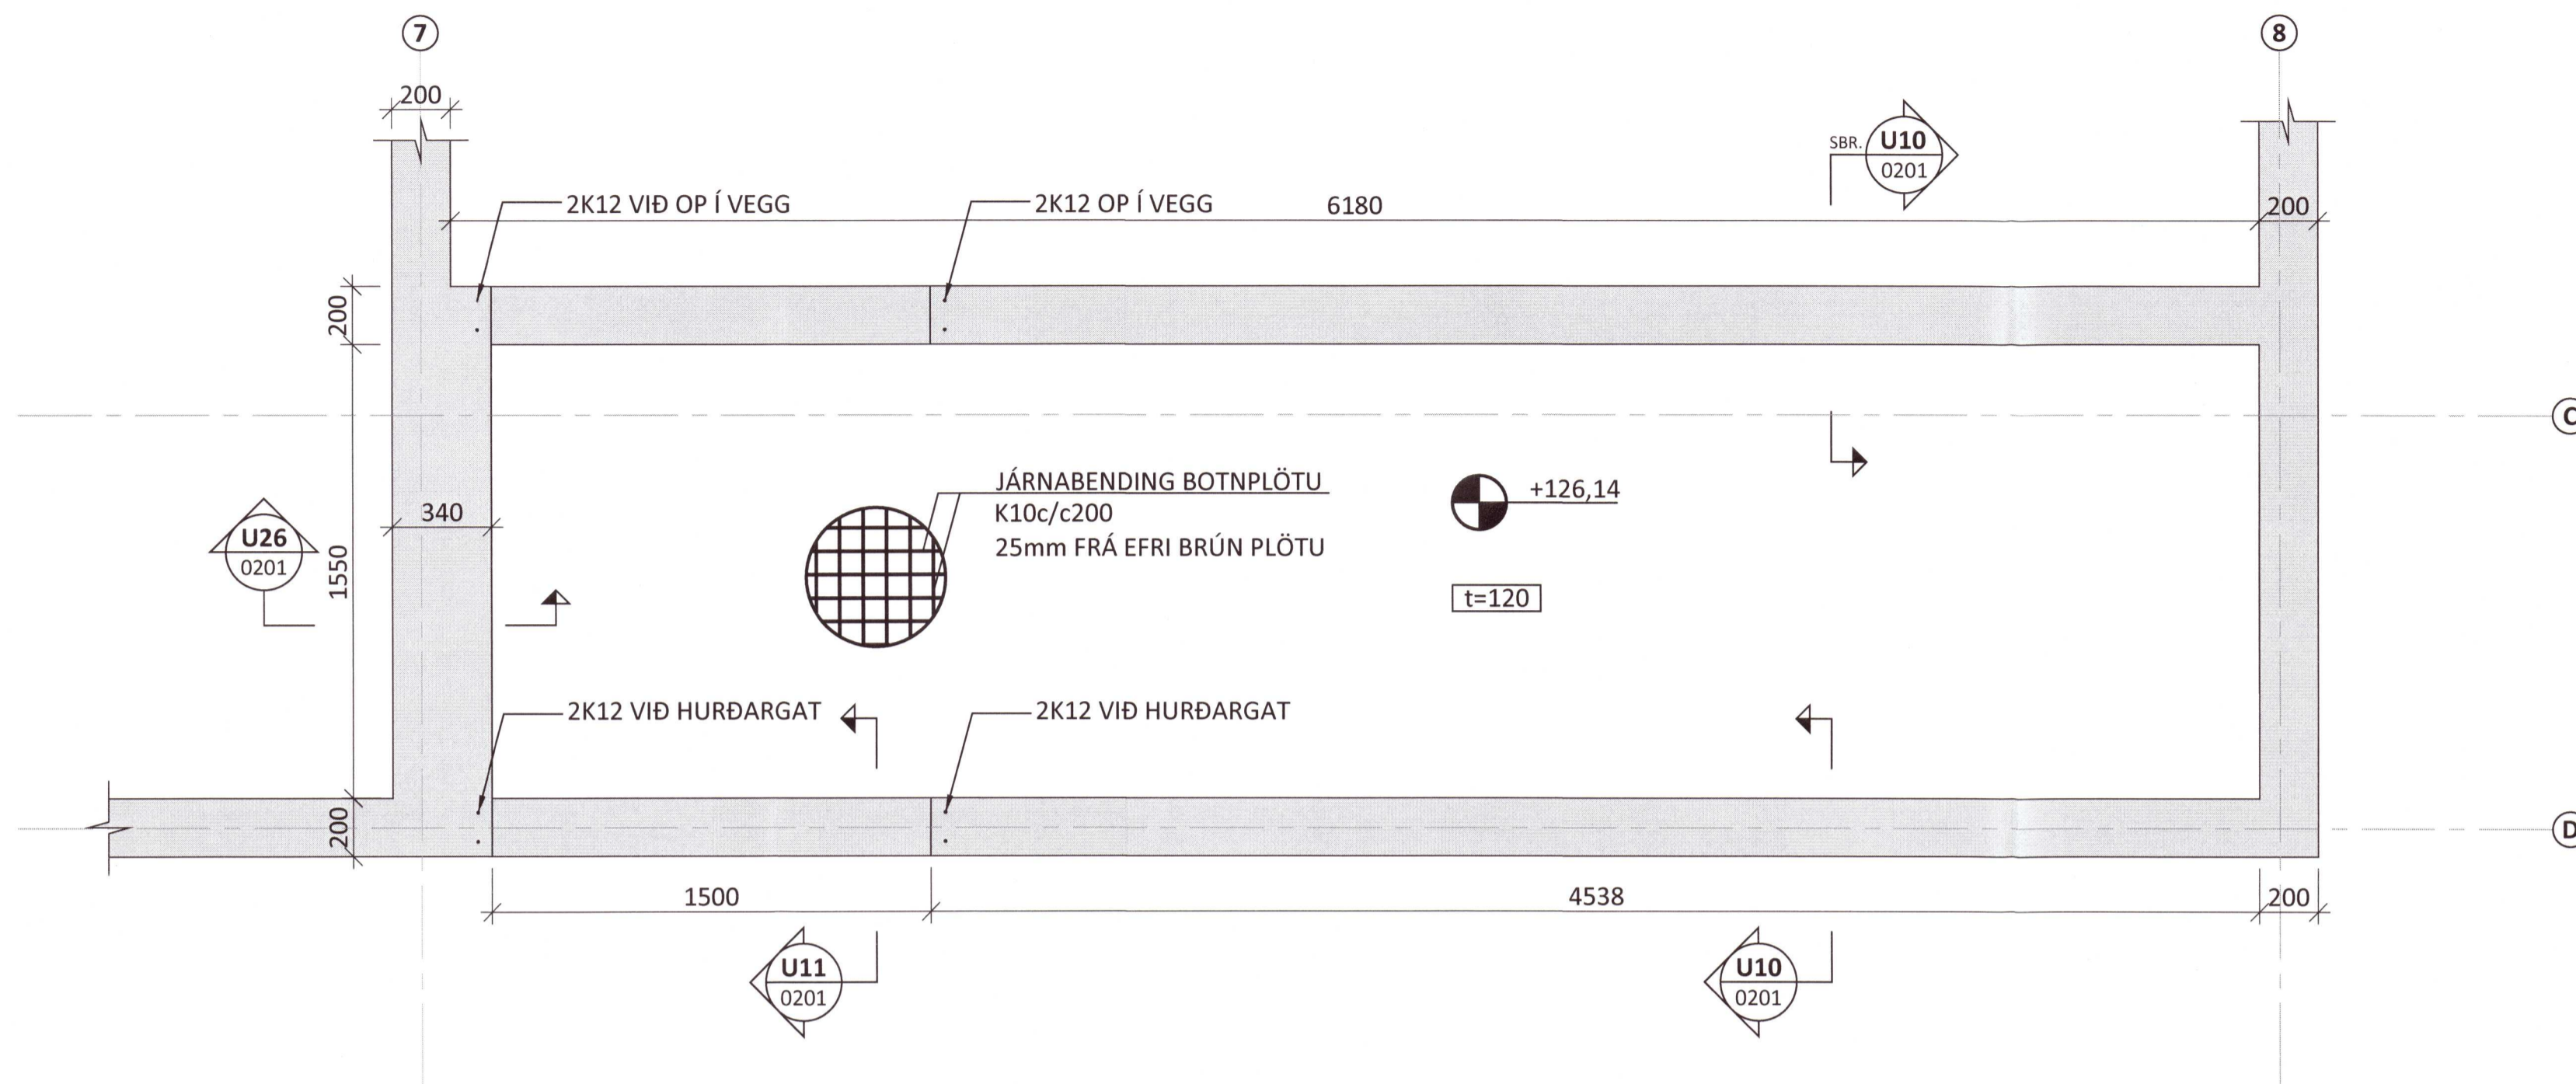 7
8
200
SBR. U10
0201
2K12 VIÐ OP Í VEGG
2K12 OP Í VEGG
6180
200
200
C
JÁRNABENDING BOTNPLÖTU
K10c/c200
25mm FRÁ EFRI BRÚN PLÖTU
+126,14
340
U26
0201
1550
t=120
2K12 VIÐ HURÐARGAT
2K12 VIÐ HURÐARGAT
200
D
1500
4538
200
U11
0201
U10
0201